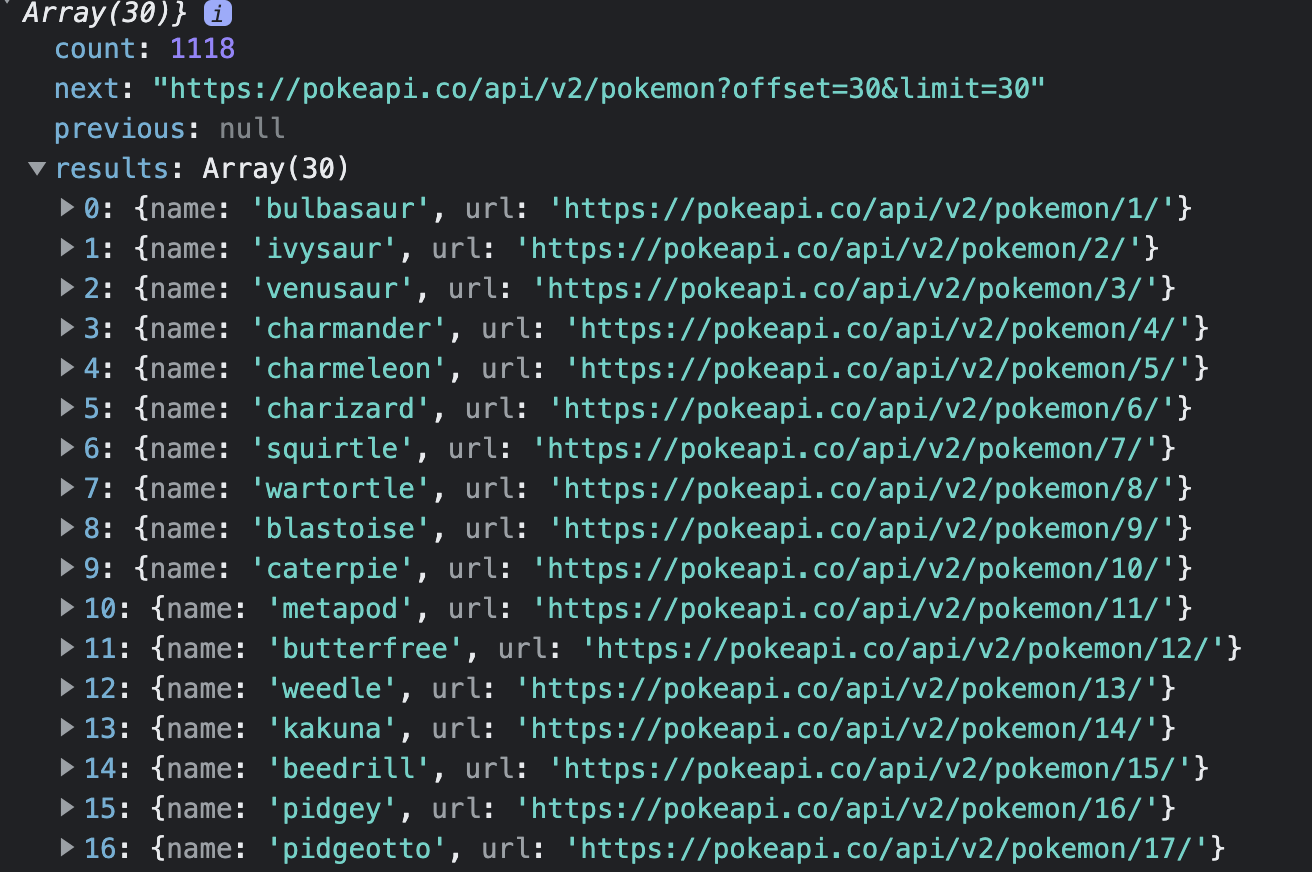 Array(30)} i
count: 1118
next: "https://pokeapi.co/api/v2/pokemon?offset=30&limit=30"
previous: null
▼ results: Array(30)
▶ 0: {name: 'bulbasaur', url: 'https://pokeapi.co/api/v2/pokemon/1/'}
▶ 1: {name: 'ivysaur', url: 'https://pokeapi.co/api/v2/pokemon/2/'}
▶ 2: {name: 'venusaur', url: 'https://pokeapi.co/api/v2/pokemon/3/'}
▶ 3: {name: 'charmander', url: 'https://pokeapi.co/api/v2/pokemon/4/'}
▶ 4: {name: 'charmeleon', url: 'https://pokeapi.co/api/v2/pokemon/5/'}
▶ 5: {name: 'charizard', url: 'https://pokeapi.co/api/v2/pokemon/6/'}
▶ 6: {name: 'squirtle', url: 'https://pokeapi.co/api/v2/pokemon/7/'}
▶ 7: {name: 'wartortle', url: 'https://pokeapi.co/api/v2/pokemon/8/'}
▶ 8: {name: 'blastoise', url: 'https://pokeapi.co/api/v2/pokemon/9/'}
▶ 9: {name: 'caterpie', url: 'https://pokeapi.co/api/v2/pokemon/10/'}
▶ 10: {name: 'metapod', url: 'https://pokeapi.co/api/v2/pokemon/11/'}
▶ 11: {name: 'butterfree', url: 'https://pokeapi.co/api/v2/pokemon/12/'}
▶ 12: {name: 'weedle', url: 'https://pokeapi.co/api/v2/pokemon/13/'}
▶ 13: {name: 'kakuna', url: 'https://pokeapi.co/api/v2/pokemon/14/'}
▶ 14: {name: 'beedrill', url: 'https://pokeapi.co/api/v2/pokemon/15/'}
▶ 15: {name: 'pidgey', url: 'https://pokeapi.co/api/v2/pokemon/16/'}
▶ 16: {name: 'pidgeotto', url: 'https://pokeapi.co/api/v2/pokemon/17/'}